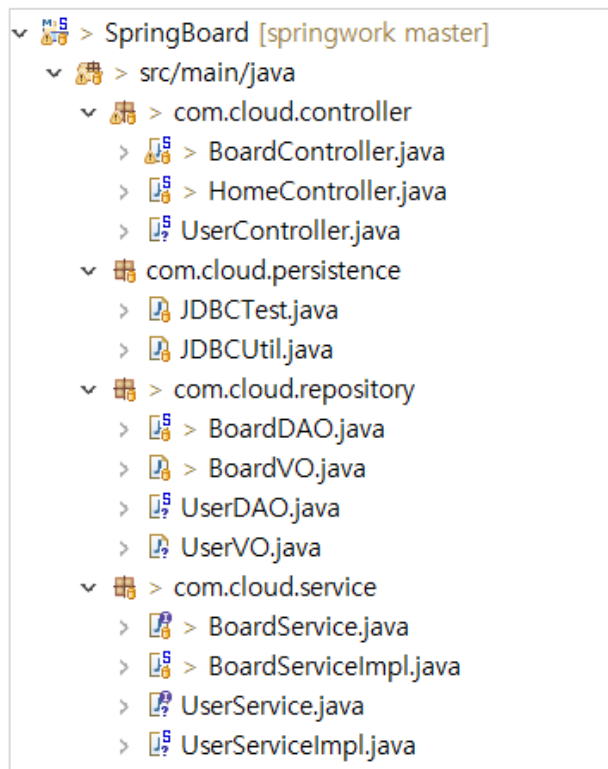 > SpringBoard [springwork master]
> src/main/java
> com.cloud.controller
> BoardController.java
> HomeController.java
UserController.java
com.cloud.persistence
JDBCTest.java
JDBCUtil.java
> com.cloud.repository
> BoardDAO.java
> BoardVO.java
UserDAO.java
UserVO.java
> com.cloud.service
> BoardService.java
> BoardServiceImpl.java
UserService.java
UserServiceImpl.java